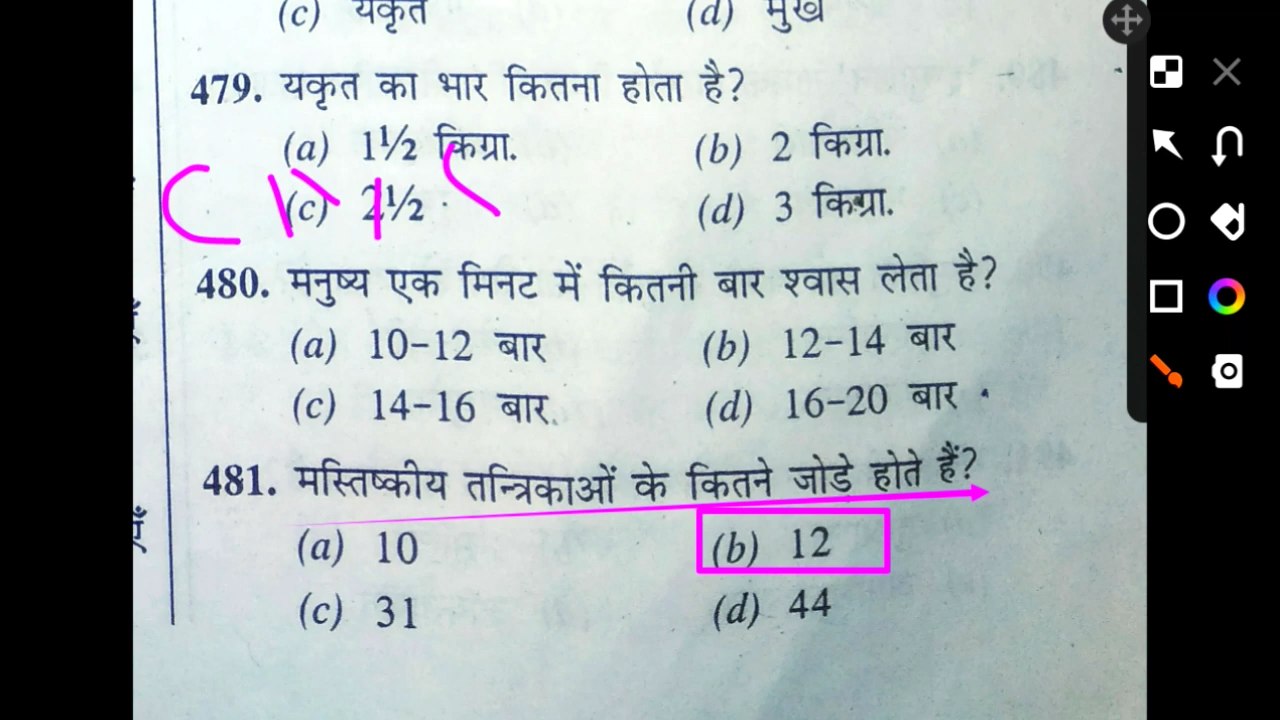 (c) यकृत (d) मुख
479. यकृत का भार कितना होता है?
(a) 1½ किग्रा. (b) 2 किग्रा.
(c) 2½ (d) 3 किग्रा.
480. मनुष्य एक मिनट में कितनी बार श्वास लेता है?
(a) 10–12 बार (b) 12–14 बार
(c) 14–16 बार (d) 16–20 बार
481. मस्तिष्कीय तन्त्रिकाओं के कितने जोडे होते हैं?
(a) 10 (b) 12
(c) 31 (d) 44